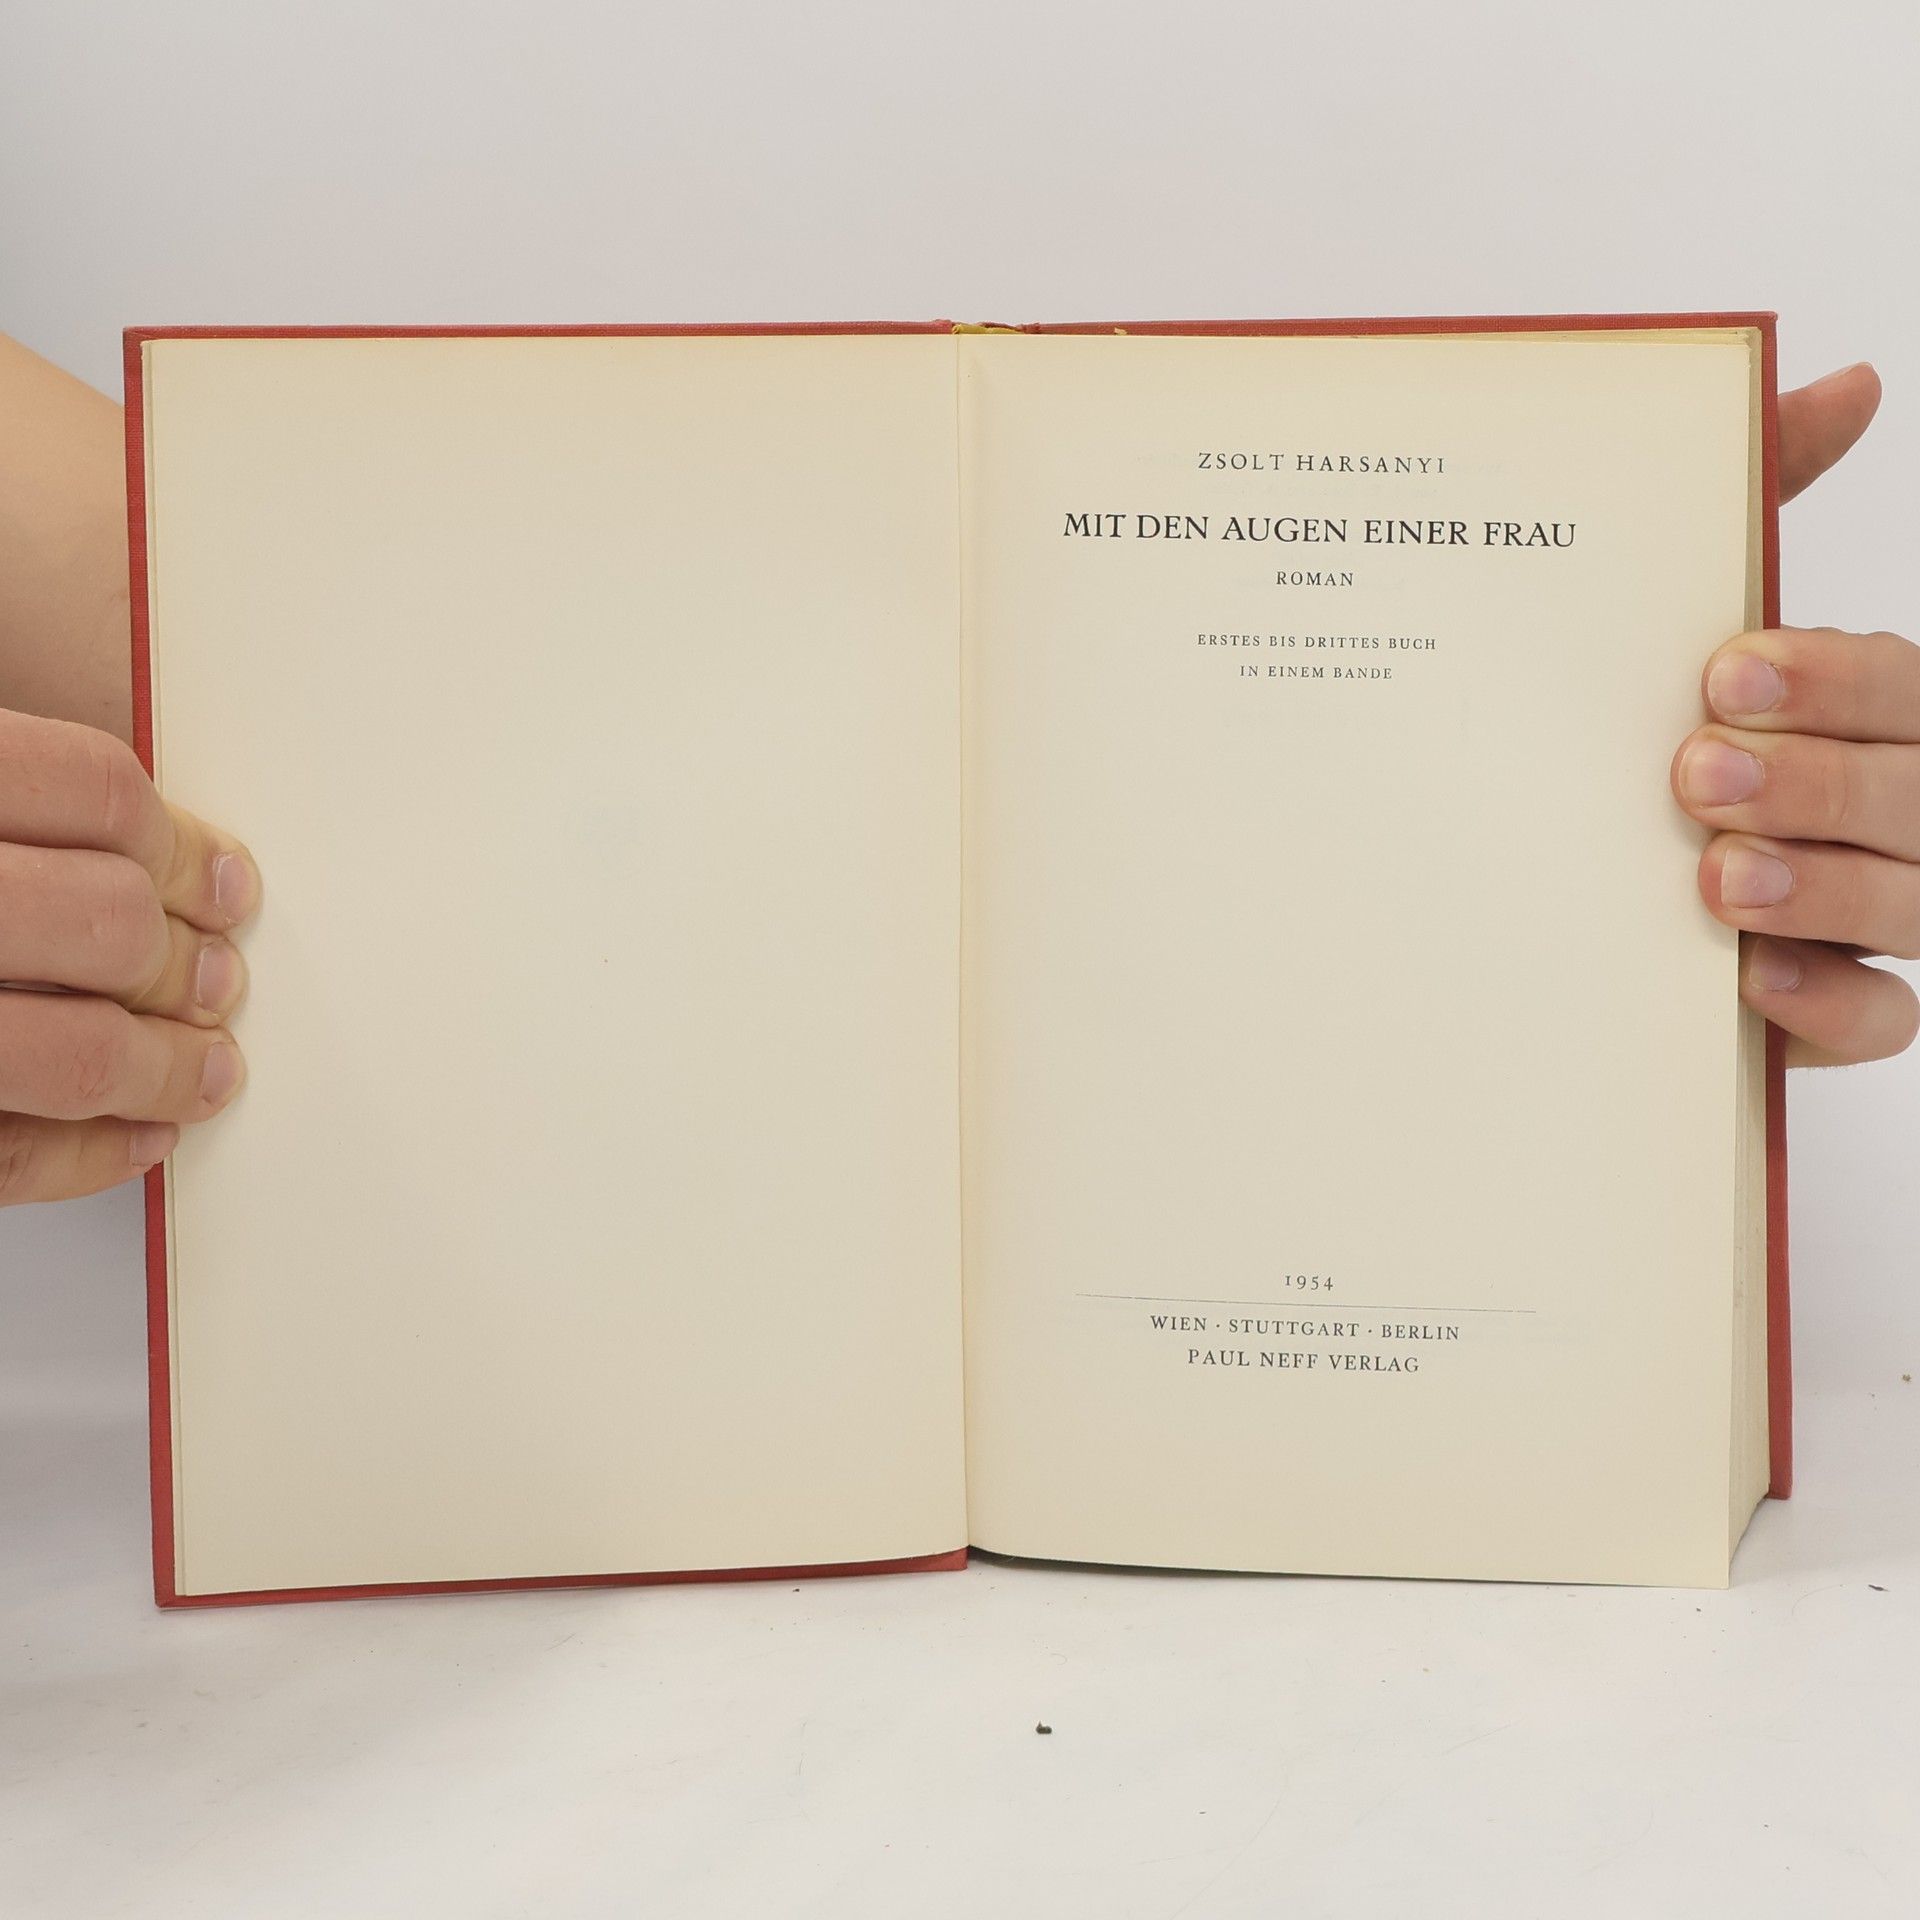 ZSOLT HARSANYI
MIT DEN AUGEN EINER FRAU
ROMAN
ERSTES BIS DRITTES BUCH
IN EINEM BANDE
1954
WIEN · STUTTGART · BERLIN
PAUL NEFF VERLAG